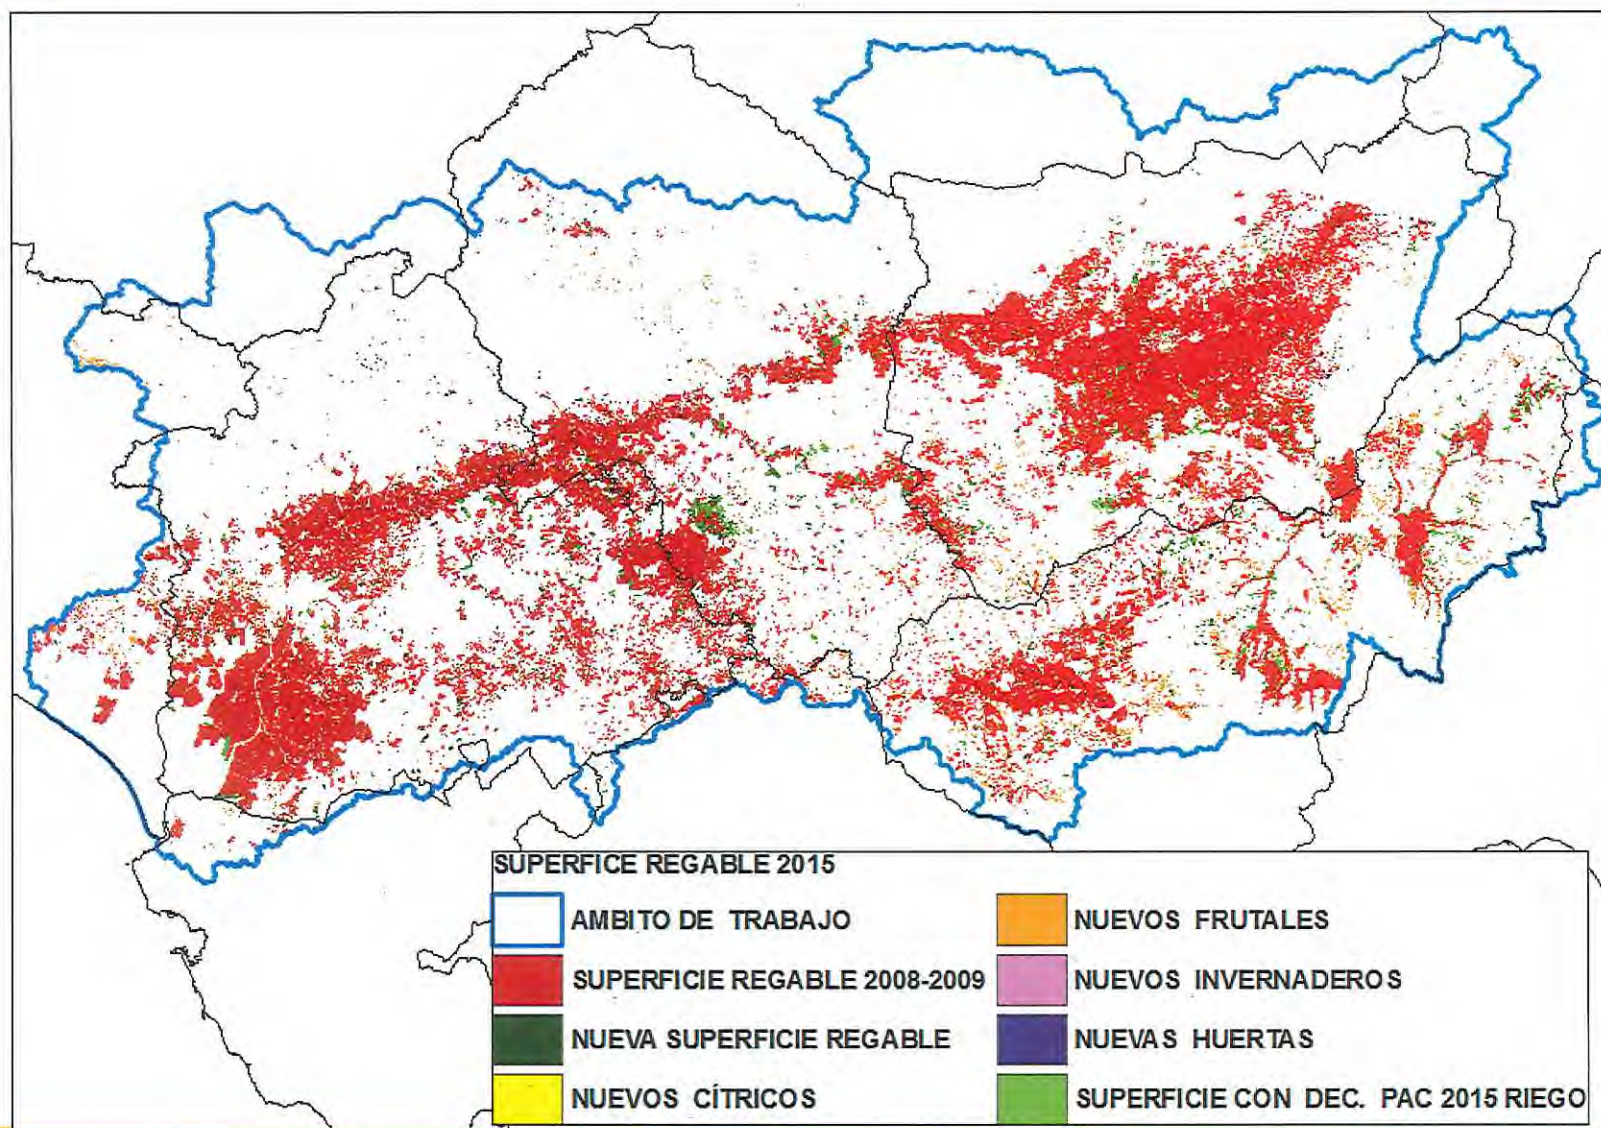 SUPERFICE REGABLE 2015
AMBITO DE TRABAJO
SUPERFICIE REGABLE 2008-2009
NUEVA SUPERFICIE REGABLE
NUEVOS CÍTRICOS
NUEVOS FRUTALES
NUEVOS INVERNADEROS
NUEVAS HUERTAS
SUPERFICIE CON DEC. PAC 2015 RIEGO